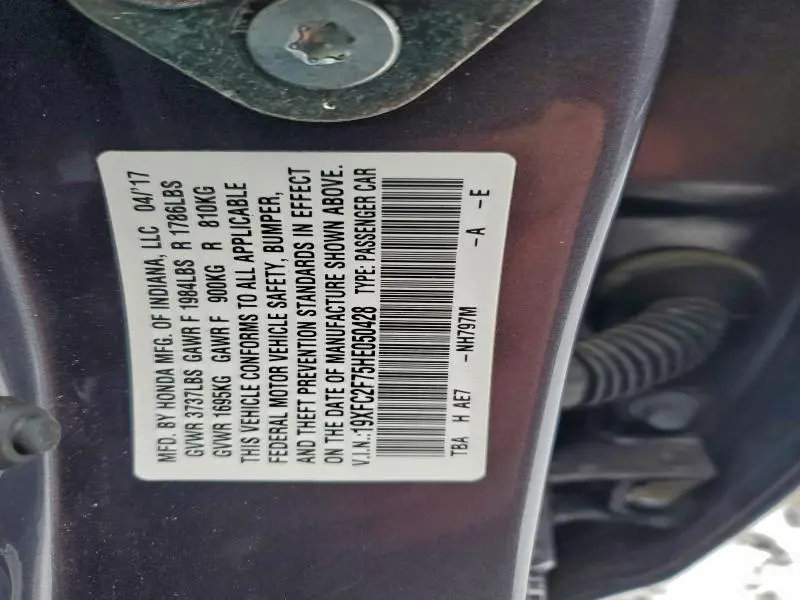 MFD. BY HONDA MFG. OF INDIANA, LLC 04/'17
GVWR 3737LBS GAWR F 1984LBS R 1786LBS
GVWR 1695KG GAWR F 900KG R 810KG
THIS VEHICLE CONFORMS TO ALL APPLICABLE
FEDERAL MOTOR VEHICLE SAFETY, BUMPER,
AND THEFT PREVENTION STANDARDS IN EFFECT
ON THE DATE OF MANUFACTURE SHOWN ABOVE.
V.I.N.:19XFC2F75HE050428 TYPE: PASSENGER CAR
TBA H AE7 -NH797M -A -E